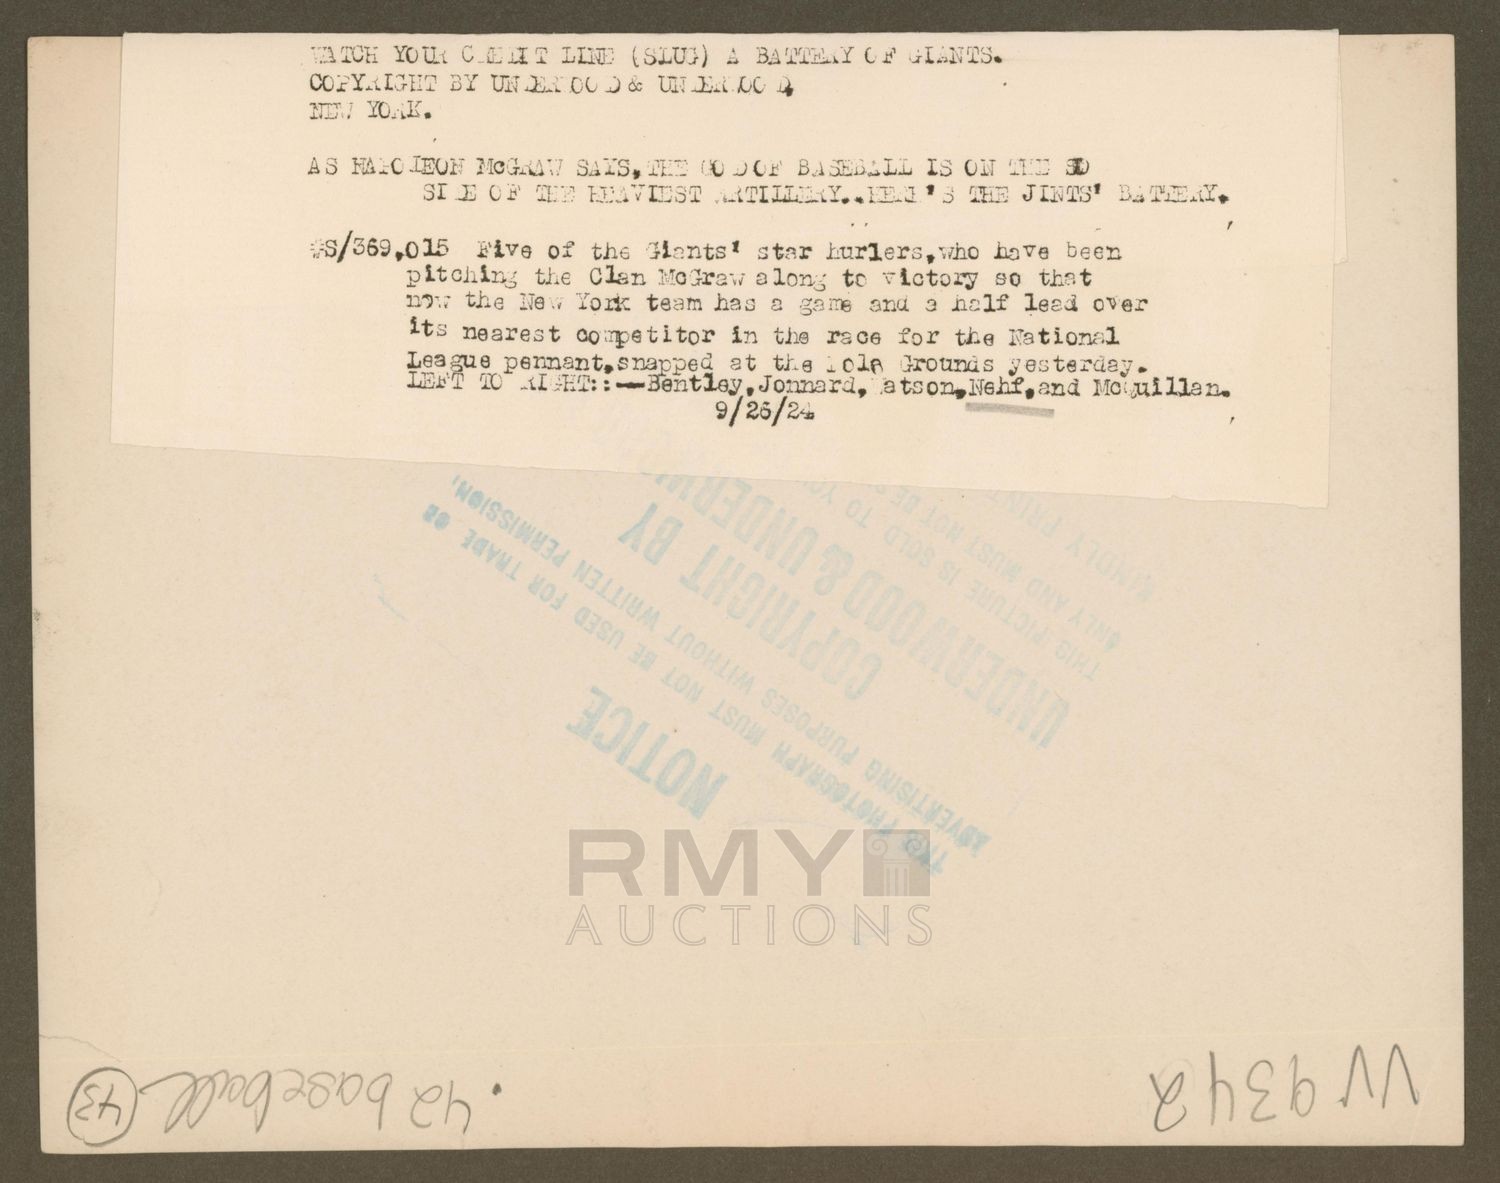 WATCH YOUR CREDIT LINE (SLUG) A BATTERY OF GIANTS.
COPYRIGHT BY UNDERWOOD & UNDERWOOD,
NEW YORK.
AS NAPOLEON McGRAW SAYS, THE GOD OF BASEBALL IS ON THE SD
SIDE OF THE HEAVIEST ARTILLERY..HERE'S THE JINTS' BATTERY.
S/369,015 Five of the Giants' star hurlers, who have been
pitching the Clan McGraw along to victory so that
now the New York team has a game and a half lead over
its nearest competitor in the race for the National
League pennant, snapped at the Polo Grounds yesterday.
LEFT TO RIGHT::—Bentley, Jonnard, Watson, Nehf, and McQuillan.
9/26/24
KINDLY PRINT
THIS PICTURE IS SOLD TO YOU
ONLY AND MUST NOT BE
COPYRIGHT BY
UNDERWOOD & UNDERWOOD
NOTICE
THIS PHOTOGRAPH MUST NOT BE USED FOR TRADE OR
ADVERTISING PURPOSES WITHOUT WRITTEN PERMISSION.
RMY
AUCTIONS
VV 9342
42 baseball 43